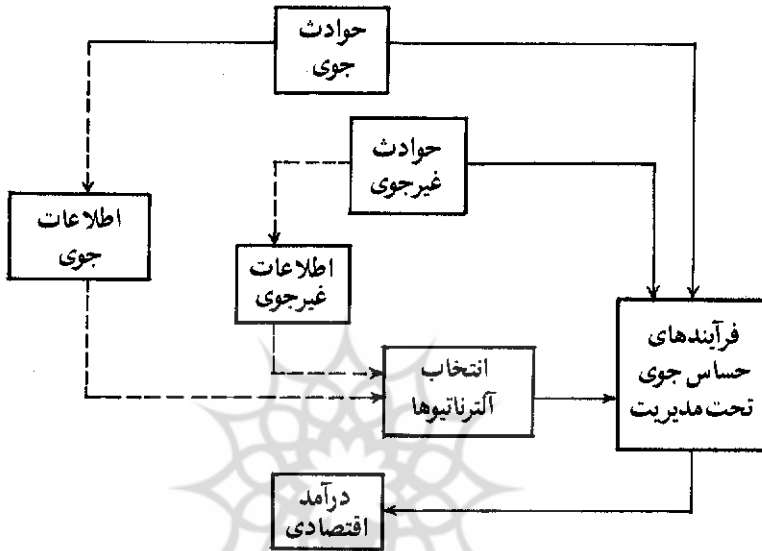 حوادث
جوی
حوادث
غیرجوی
اطلاعات
جوی
اطلاعات
غیرجوی
فرآیندهای
حساس جوی
تحت مدیریت
انتخاب
آلترناتیوها
درآمد
اقتصادی